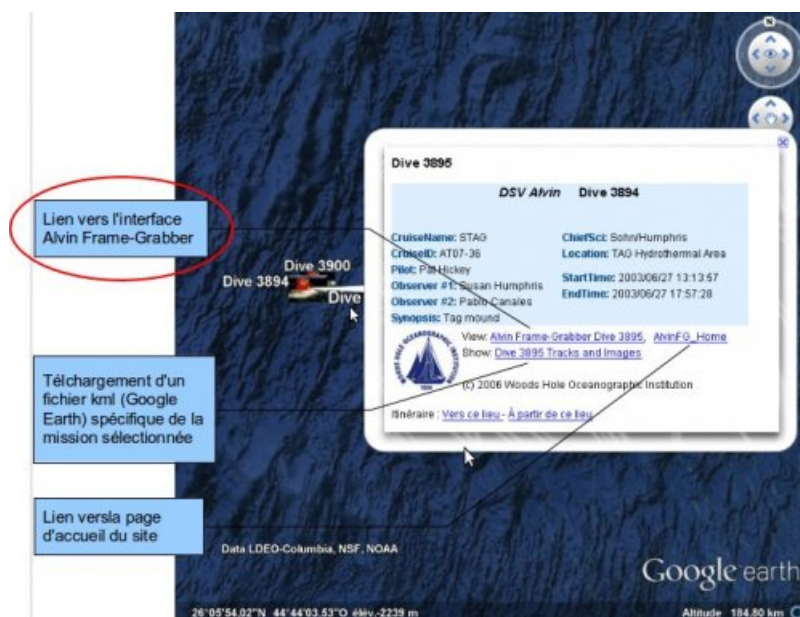 Dive 3895
DSV Alvin Dive 3894
Lien vers l'interface
Alvin Frame-Grabber
CruiseName: STAG
ChiefSci: Sohn/Humphris
CruiseID: AT07-36
Location: TAG Hydrothermal Area
Pilot: Pat Hickey
Observer #1: Susan Humphris
StartTime: 2003/06/27 13:13:57
Observer #2: Pablo Canales
EndTime: 2003/06/27 17:57:28
Synopsis: Tag mound
Dive 3900
Dive 3894
Dive
View: Alvin Frame-Grabber Dive 3895, AlvinFG_Home
Show: Dive 3895 Tracks and Images
WOODS HOLE OCEANOGRAPHIC INSTITUTION
1930
(c) 2006 Woods Hole Oceanographic Institution
Itinéraire : Vers ce lieu - À partir de ce lieu
Télchargement d'un
fichier kml (Google
Earth) spécifique de la
mission sélectionnée
Lien versla page
d'accueil du site
Data LDEO-Columbia, NSF, NOAA
Google earth
26°05'54.02"N 44°44'03.53"O élév.-2239 m
Altitude 184.80 km
N